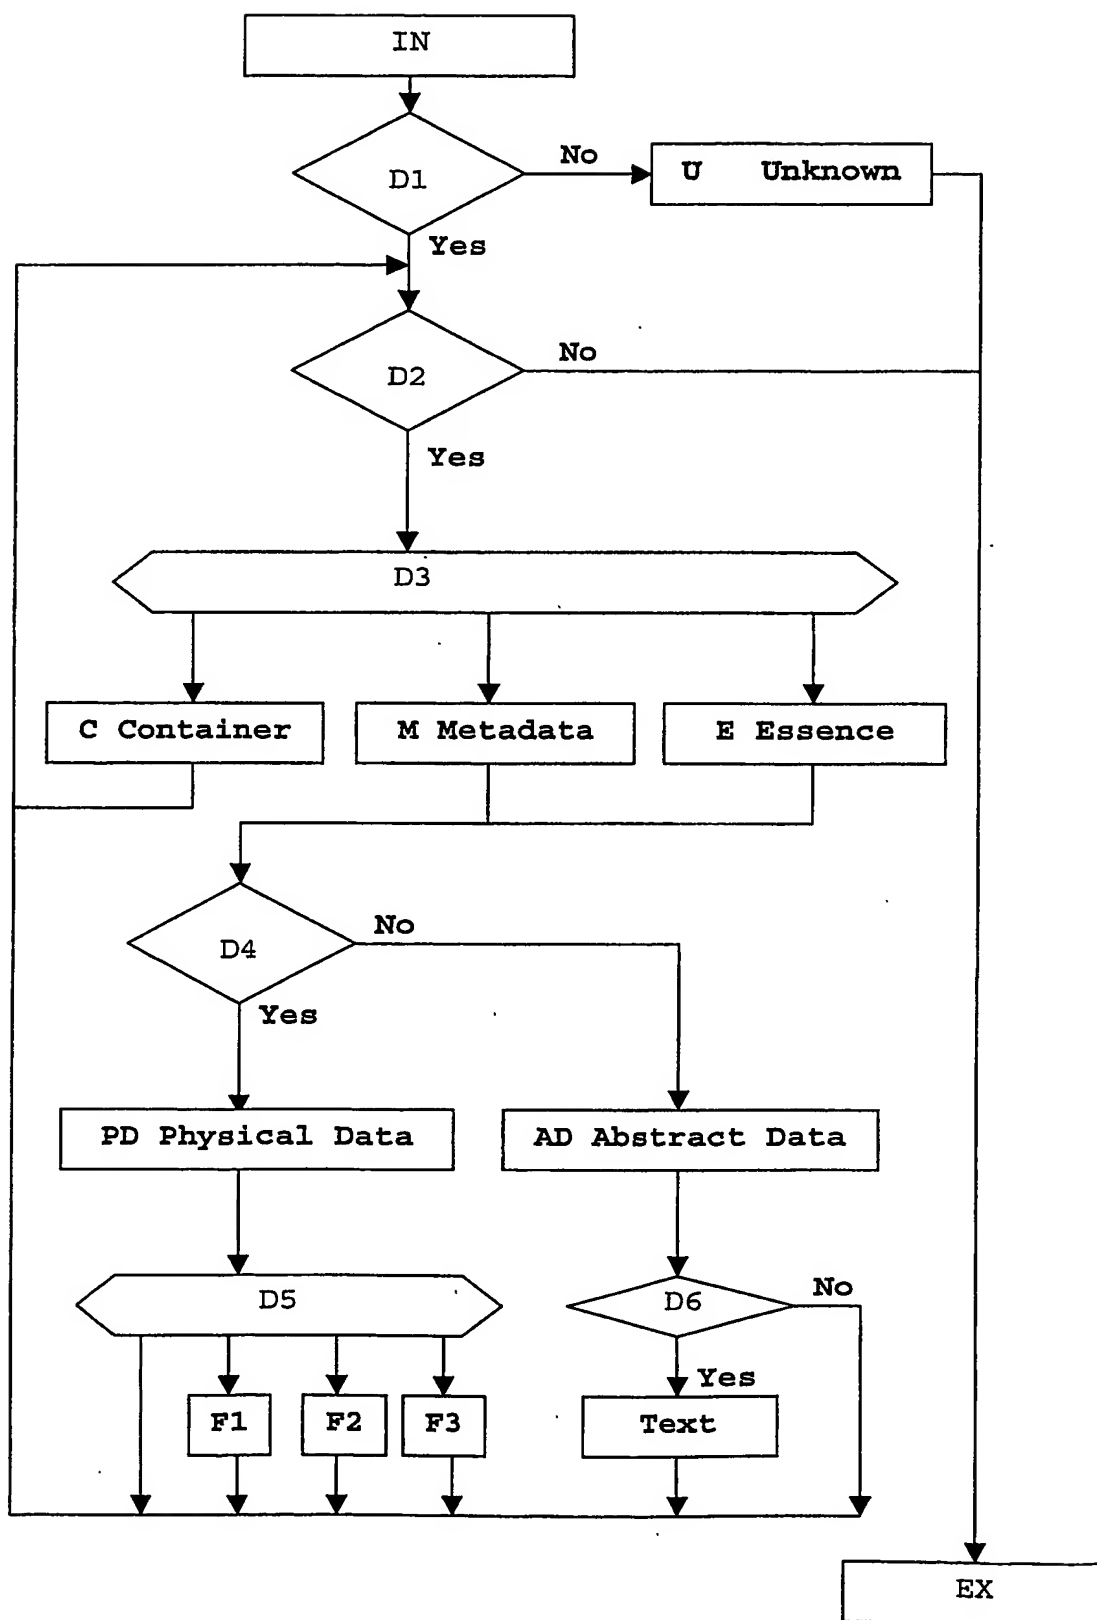 IN
D1
No
U Unknown
Yes
D2
No
Yes
D3
C Container
M Metadata
E Essence
D4
No
Yes
PD Physical Data
AD Abstract Data
D5
D6
No
Yes
F1
F2
F3
Text
EX